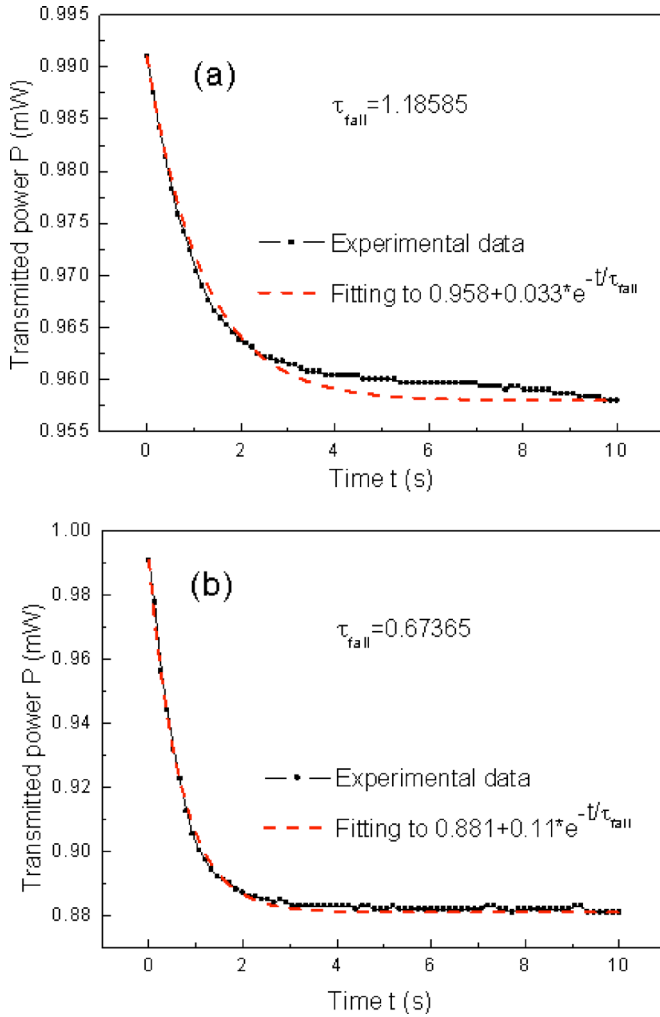 0.995
0.990
0.985
0.980
0.975
0.970
0.965
0.960
0.955
Transmitted power P (mW)
(a)
τfall=1.18585
Experimental data
Fitting to 0.958+0.033*e-t/τfall
0 2 4 6 8 10
Time t (s)
1.00
0.98
0.96
0.94
0.92
0.90
0.88
Transmitted power P (mW)
(b)
τfall=0.67365
Experimental data
Fitting to 0.881+0.11*e-t/τfall
0 2 4 6 8 10
Time t (s)